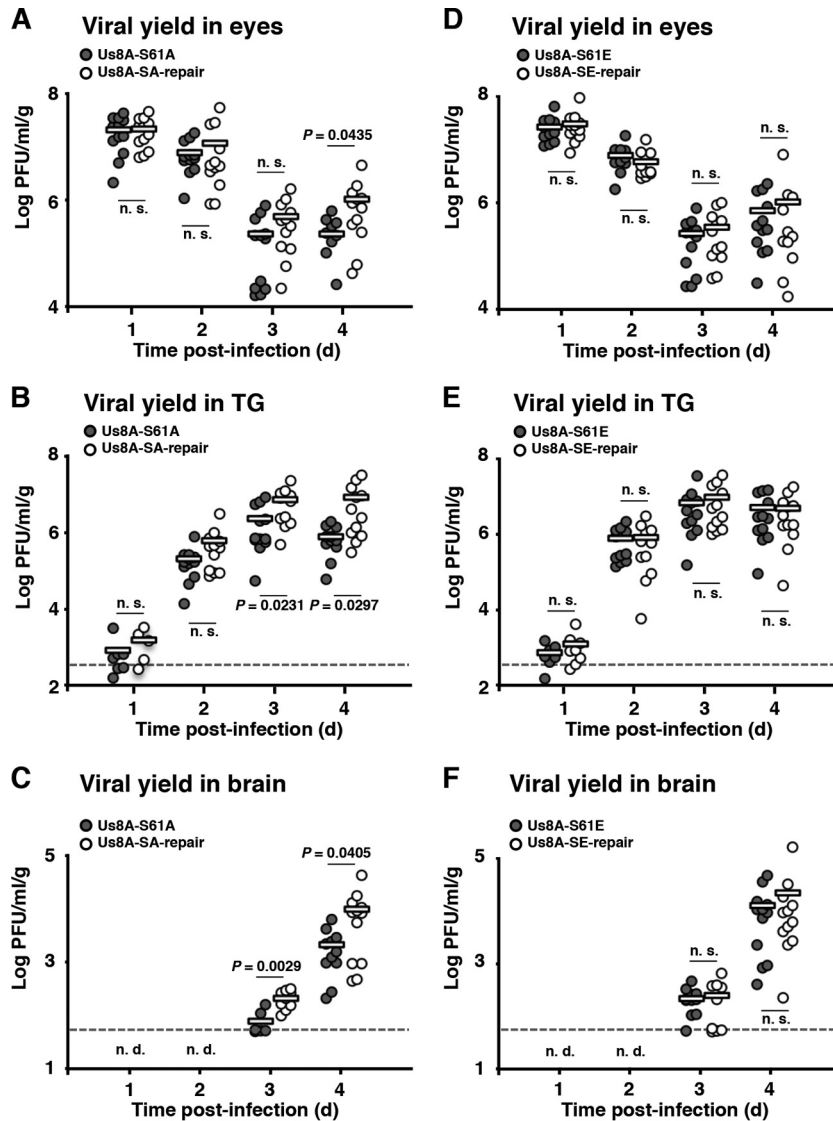 A
Viral yield in eyes
Us8A-S61A
Us8A-SA-repair
Log PFU/ml/g
8
6
4
n. s.
n. s.
n. s.
P = 0.0435
1 2 3 4
Time post-infection (d)
D
Viral yield in eyes
Us8A-S61E
Us8A-SE-repair
Log PFU/ml/g
8
6
4
n. s.
n. s.
n. s.
n. s.
1 2 3 4
Time post-infection (d)
B
Viral yield in TG
Us8A-S61A
Us8A-SA-repair
Log PFU/ml/g
8
6
4
2
n. s.
n. s.
P = 0.0231
P = 0.0297
1 2 3 4
Time post-infection (d)
E
Viral yield in TG
Us8A-S61E
Us8A-SE-repair
Log PFU/ml/g
8
6
4
2
n. s.
n. s.
n. s.
n. s.
1 2 3 4
Time post-infection (d)
C
Viral yield in brain
Us8A-S61A
Us8A-SA-repair
Log PFU/ml/g
5
3
1
n. d.
n. d.
P = 0.0029
P = 0.0405
1 2 3 4
Time post-infection (d)
F
Viral yield in brain
Us8A-S61E
Us8A-SE-repair
Log PFU/ml/g
5
3
1
n. d.
n. d.
n. s.
n. s.
1 2 3 4
Time post-infection (d)